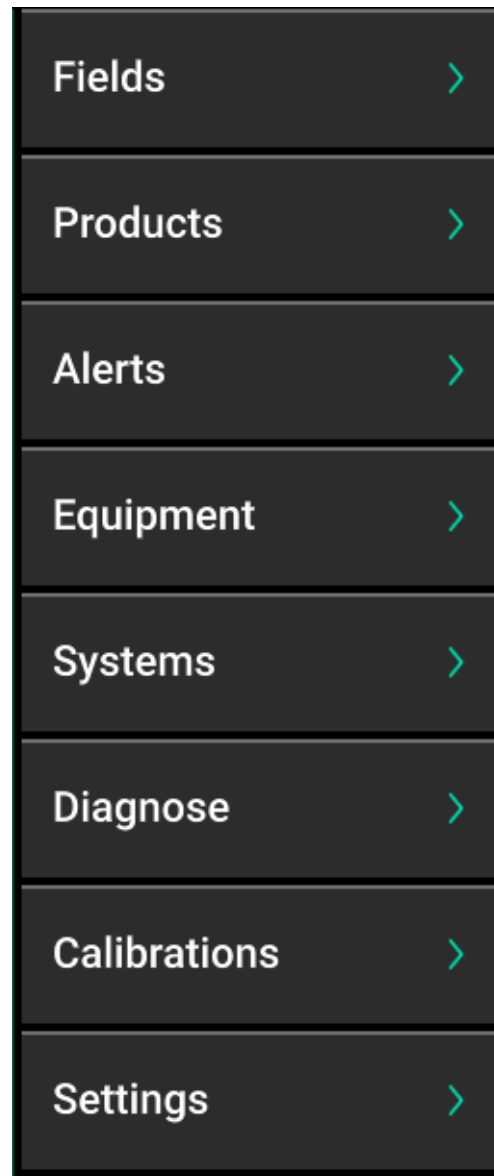 Fields
Products
Alerts
Equipment
Systems
Diagnose
Calibrations
Settings